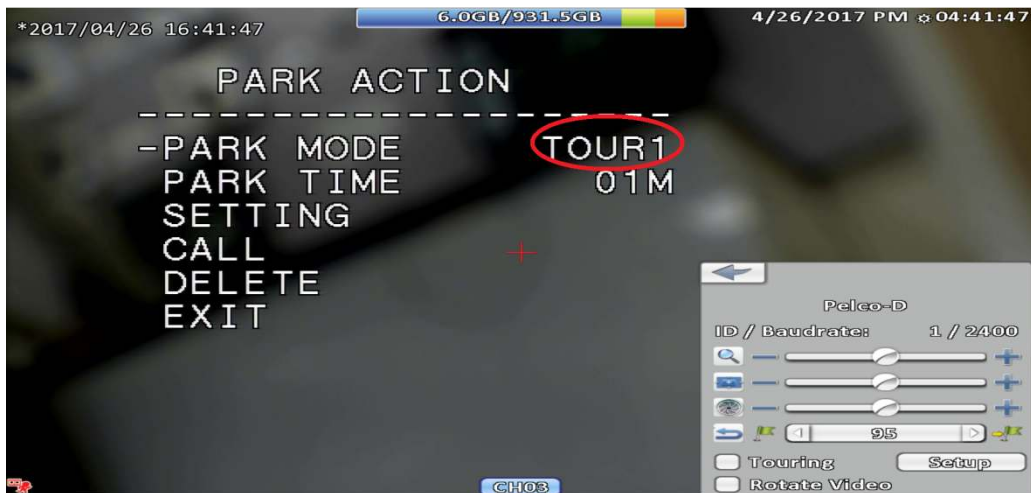 *2017/04/26 16:41:47
6.0GB/931.5GB
4/26/2017 PM 04:41:47
PARK ACTION
--------------------
-PARK MODE TOUR1
PARK TIME 01M
SETTING
CALL
DELETE
EXIT
Pelco-D
ID / Baudrate: 1 / 2400
95
Touring Setup
Rotate Video
CH03